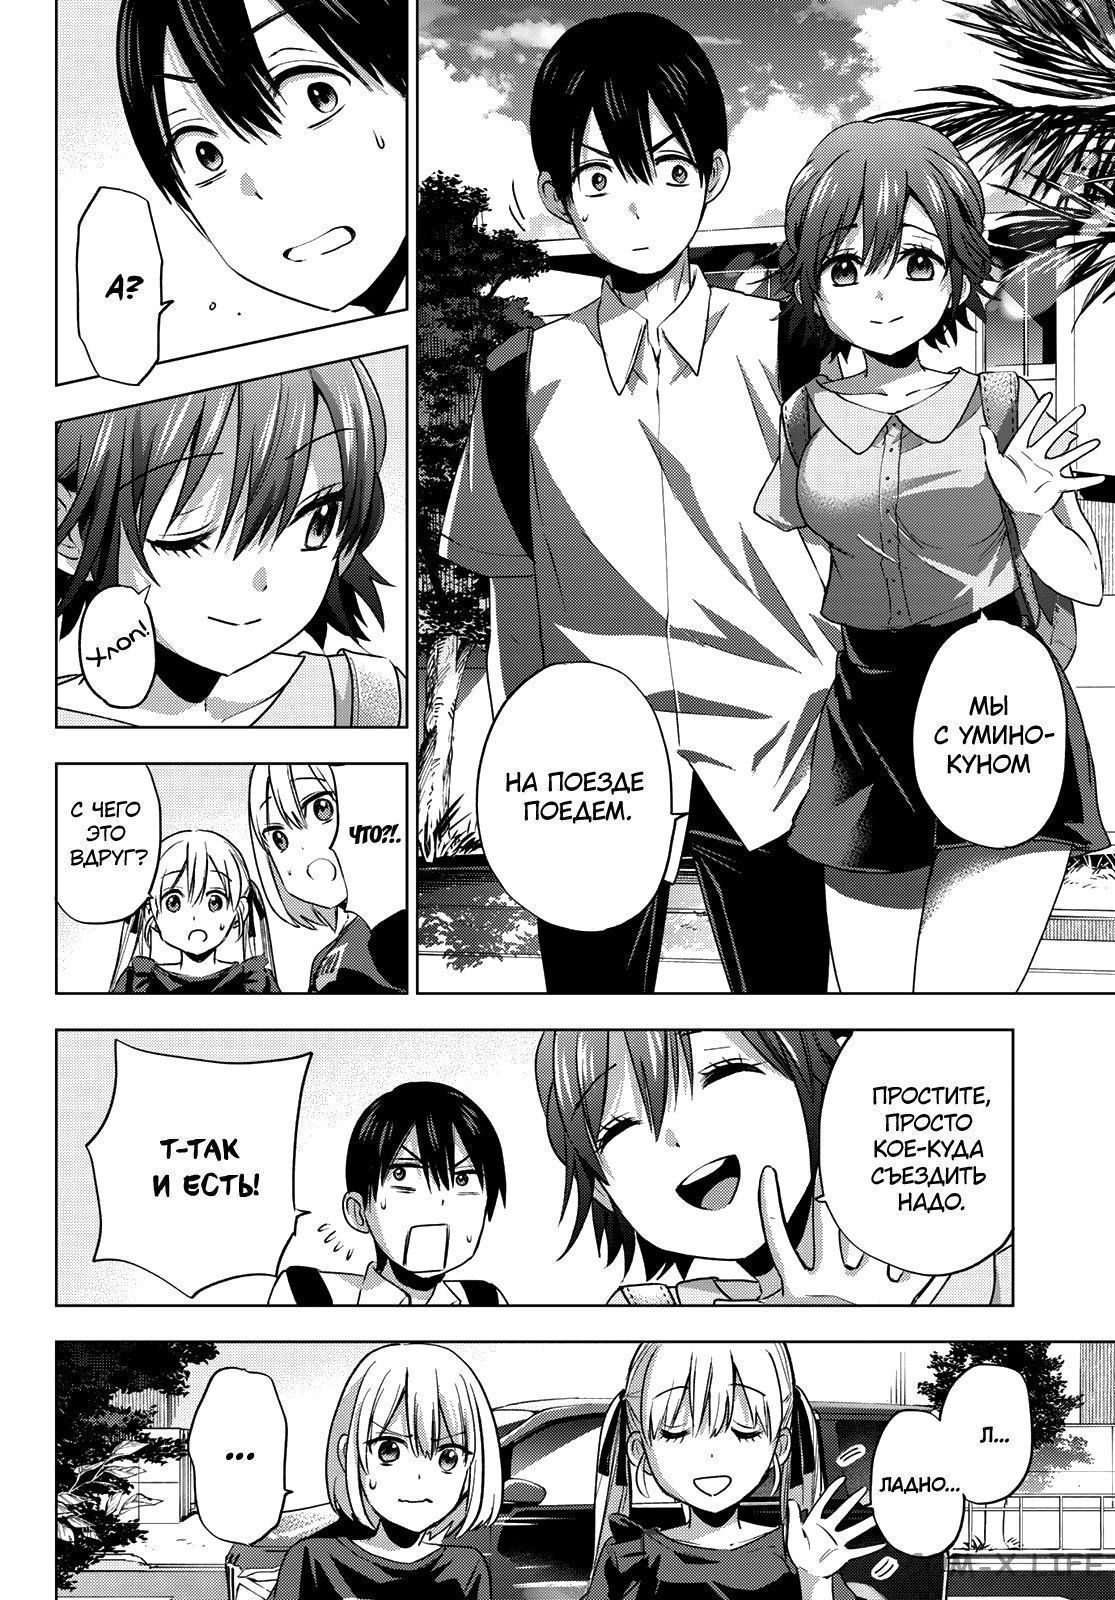 МЫ
С УМИНО-
КУНОМ
НА ПОЕЗДЕ
ПОЕДЕМ.
А?
ХЛОП!
ЧТО?!.
С ЧЕГО
ЭТО
ВДРУГ?
ПРОСТИТЕ,
ПРОСТО
КОЕ-КУДА
СЪЕЗДИТЬ
НАДО.
Т-ТАК
И ЕСТЬ!
Л...
ЛАДНО...
...